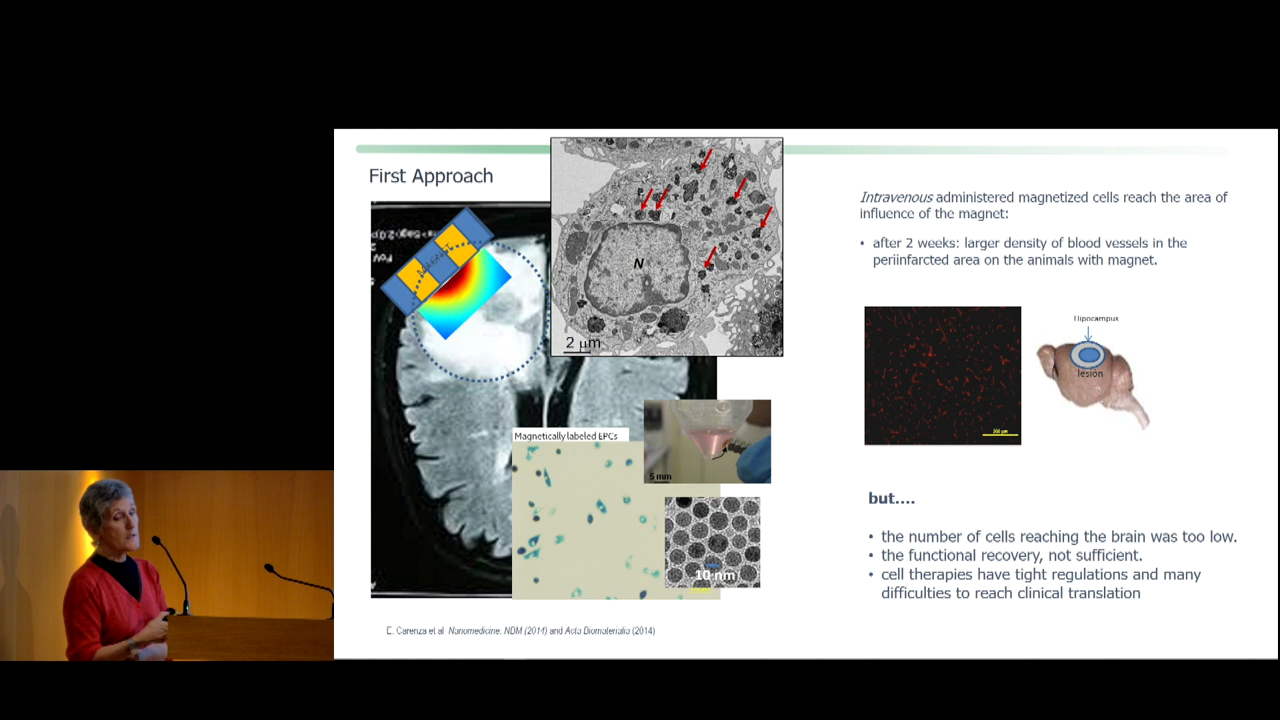 First Approach
Magnet
N
2 μm
Magnetically labeled EPCs
5 mm
10 nm
E. Carenza et al Nanomedicine. NDM (2014) and Acta Biomaterialia (2014)
Intravenous administered magnetized cells reach the area of
influence of the magnet:
• after 2 weeks: larger density of blood vessels in the
periinfarcted area on the animals with magnet.
Hipocampus
lesion
but....
• the number of cells reaching the brain was too low.
• the functional recovery, not sufficient.
• cell therapies have tight regulations and many
difficulties to reach clinical translation